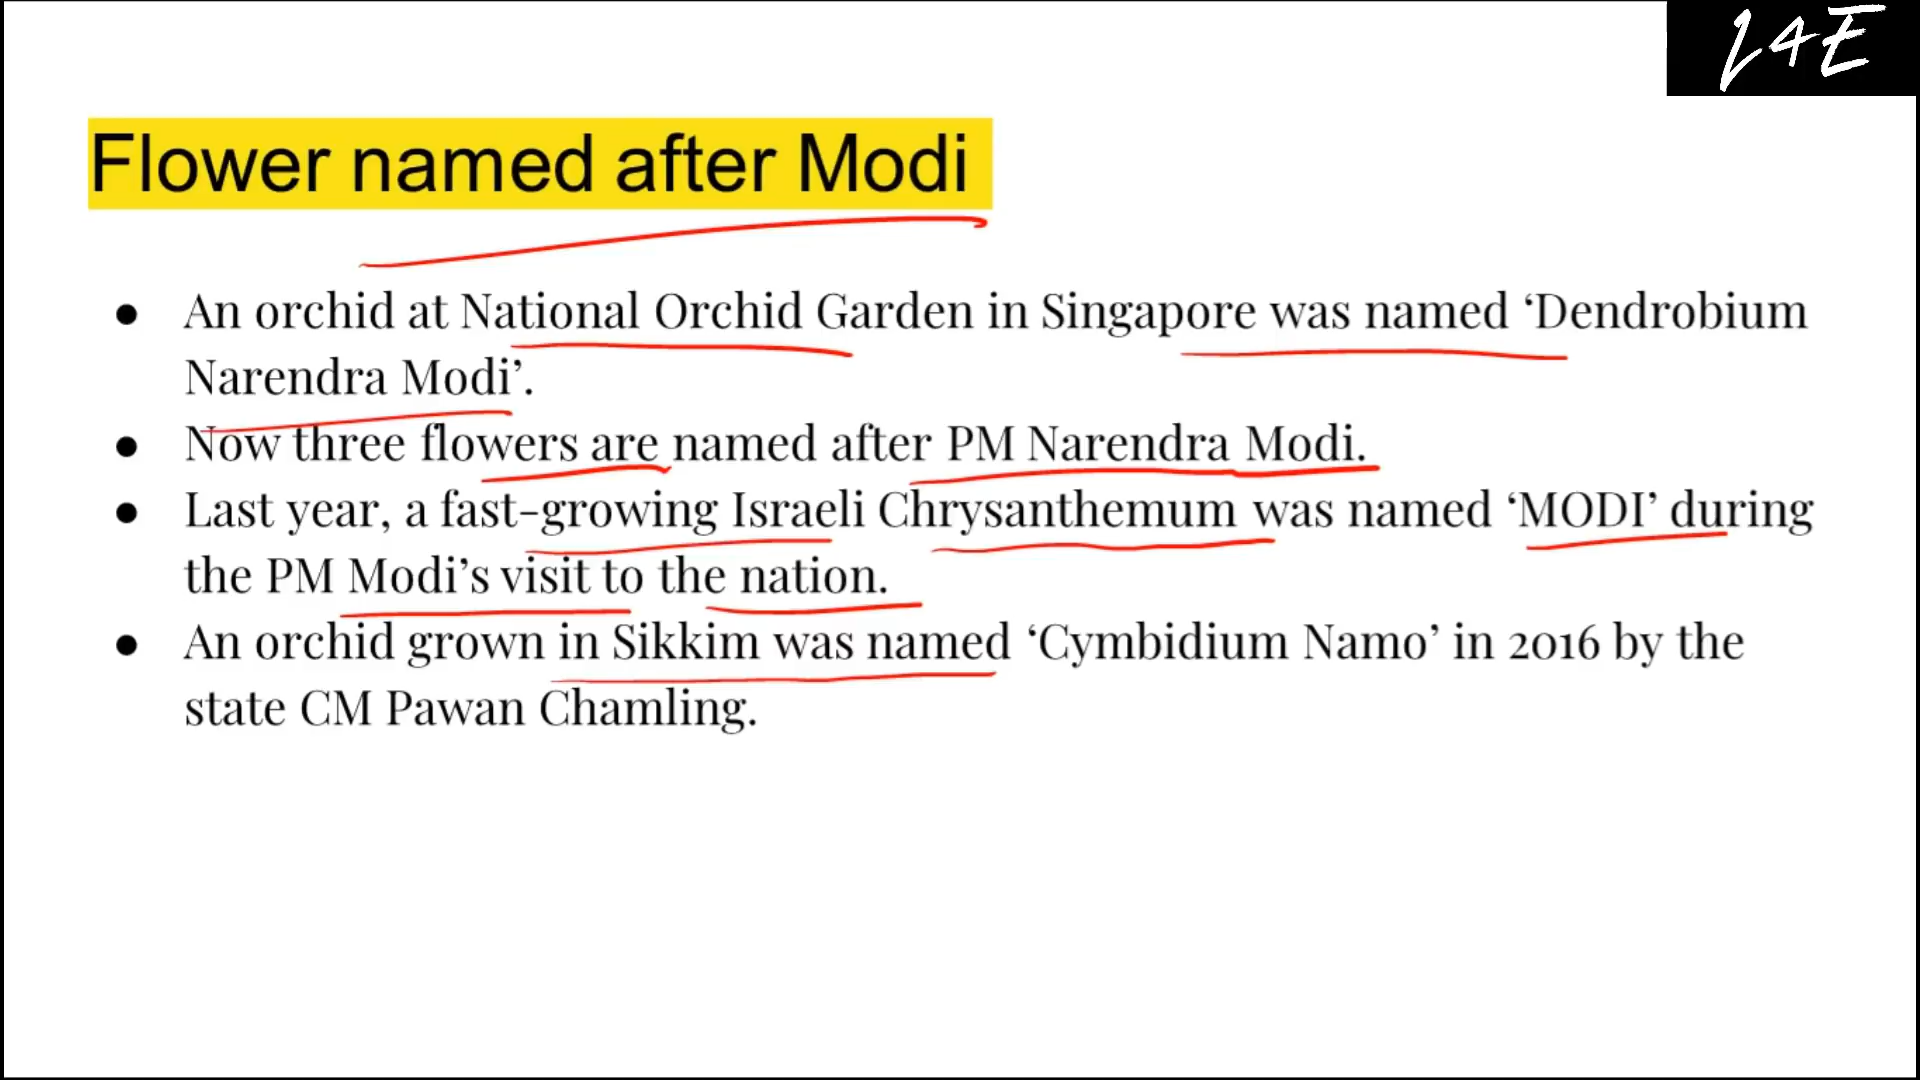 L4E
Flower named after Modi
● An orchid at National Orchid Garden in Singapore was named ‘Dendrobium
Narendra Modi’.
● Now three flowers are named after PM Narendra Modi.
● Last year, a fast-growing Israeli Chrysanthemum was named ‘MODI’ during
the PM Modi’s visit to the nation.
● An orchid grown in Sikkim was named ‘Cymbidium Namo’ in 2016 by the
state CM Pawan Chamling.